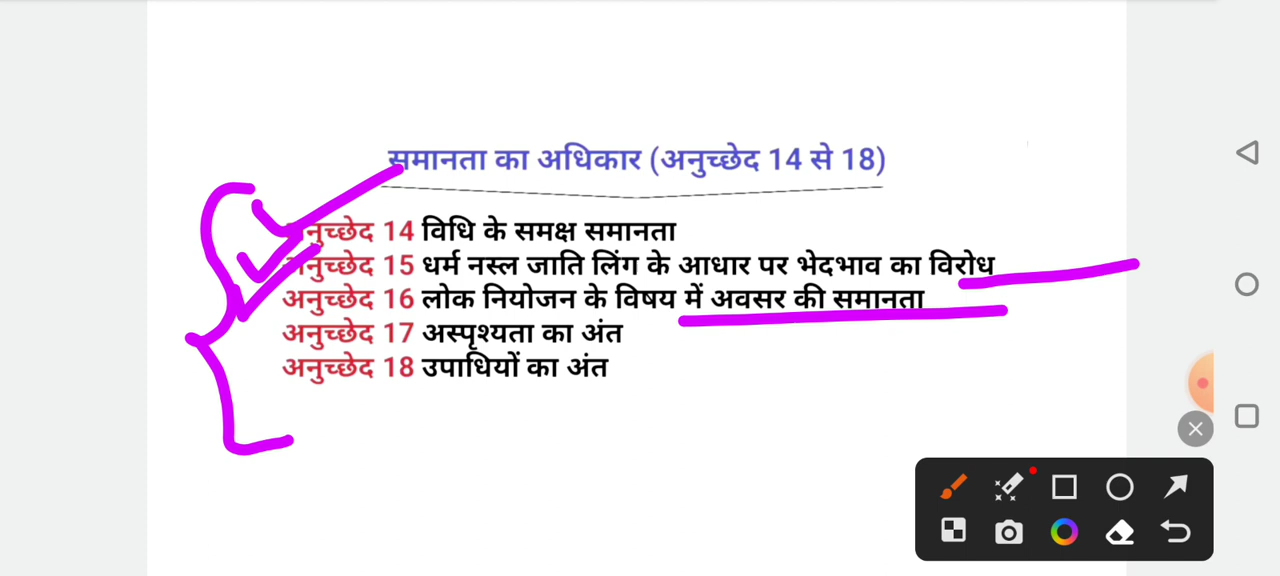 समानता का अधिकार (अनुच्छेद 14 से 18)
अनुच्छेद 14 विधि के समक्ष समानता
अनुच्छेद 15 धर्म नस्ल जाति लिंग के आधार पर भेदभाव का विरोध
अनुच्छेद 16 लोक नियोजन के विषय में अवसर की समानता
अनुच्छेद 17 अस्पृश्यता का अंत
अनुच्छेद 18 उपाधियों का अंत